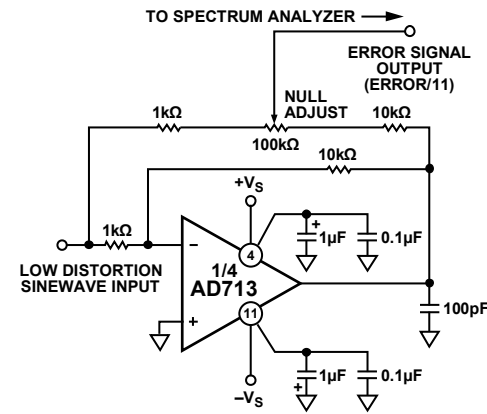 TO SPECTRUM ANALYZER
ERROR SIGNAL
OUTPUT
(ERROR/11)
1kΩ
NULL
ADJUST
10kΩ
100kΩ
10kΩ
+VS
1kΩ
–
4
+
1µF
0.1µF
LOW DISTORTION
SINEWAVE INPUT
1/4
AD713
+
11
100pF
1µF
0.1µF
+
–VS